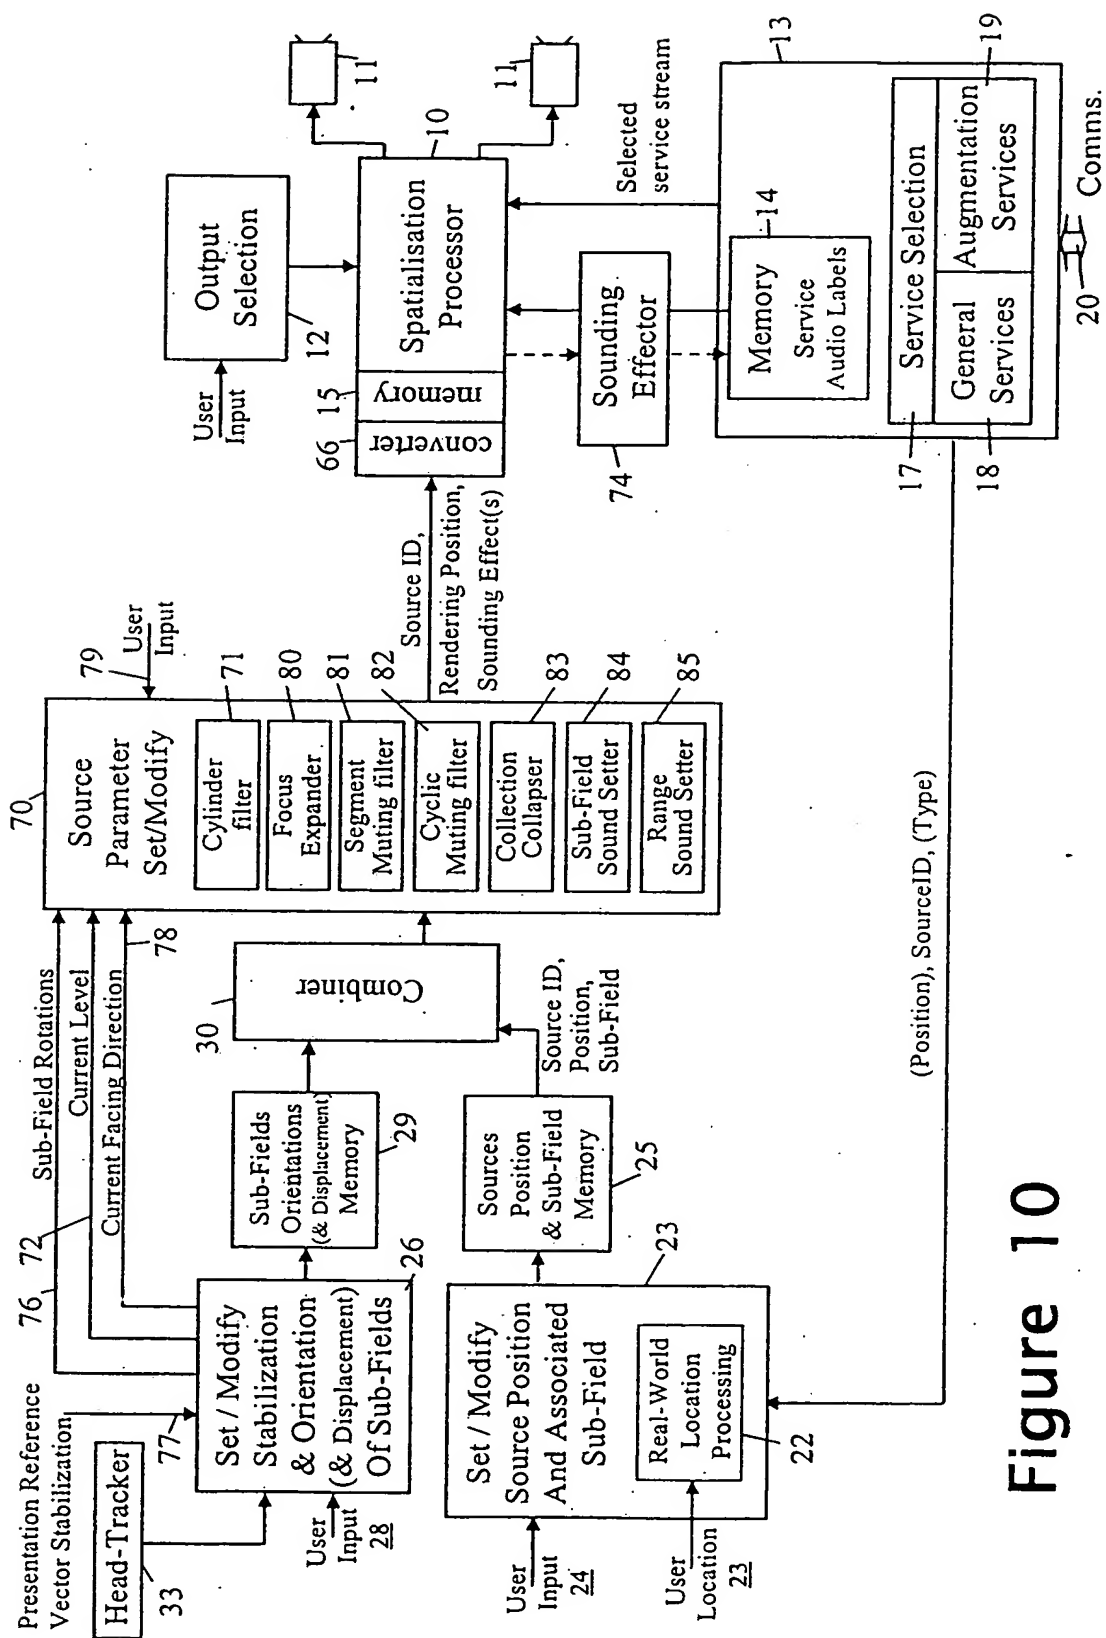 Presentation Reference
Vector Stabilization
Head-Tracker
33
77
76
72
Sub-Field Rotations
Current Level
Current Facing Direction
78
Set / Modify
Stabilization
& Orientation
(& Displacement)
Of Sub-Fields
26
User
Input
28
Sub-Fields
Orientations
(& Displacement)
Memory
29
30
Combiner
User
Input
24
Set / Modify
Source Position
And Associated
Sub-Field
23
Real-World
Location
Processing
22
User
Location
23
Sources
Position
& Sub-Field
Memory
25
Source ID,
Position,
Sub-Field
70
Source
Parameter
Set/Modify
79
User
Input
Cylinder
filter
71
Focus
Expander
80
Segment
Muting filter
81
Cyclic
Muting filter
82
Collection
Collapser
83
Sub-Field
Sound Setter
84
Range
Sound Setter
85
Source ID,
Rendering Position,
Sounding Effect(s)
User
Input
Output
Selection
12
66
converter
15
memory
Spatialisation
Processor
10
11
11
Sounding
Effector
74
Selected
service stream
13
Memory
Service
Audio Labels
14
Service Selection
17
General
Services
18
Augmentation
Services
19
20
Comms.
(Position), SourceID, (Type)
Figure 10